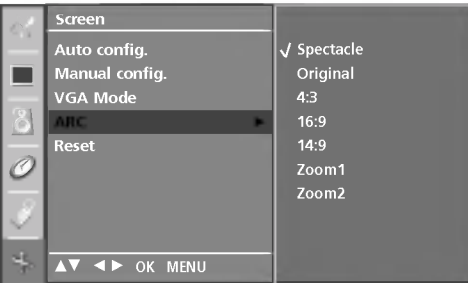 Screen
Auto config.
Manual config.
VGA Mode
ARC
Reset
▲▼ ◄► OK MENU
✓ Spectacle
Original
4:3
16:9
14:9
Zoom1
Zoom2